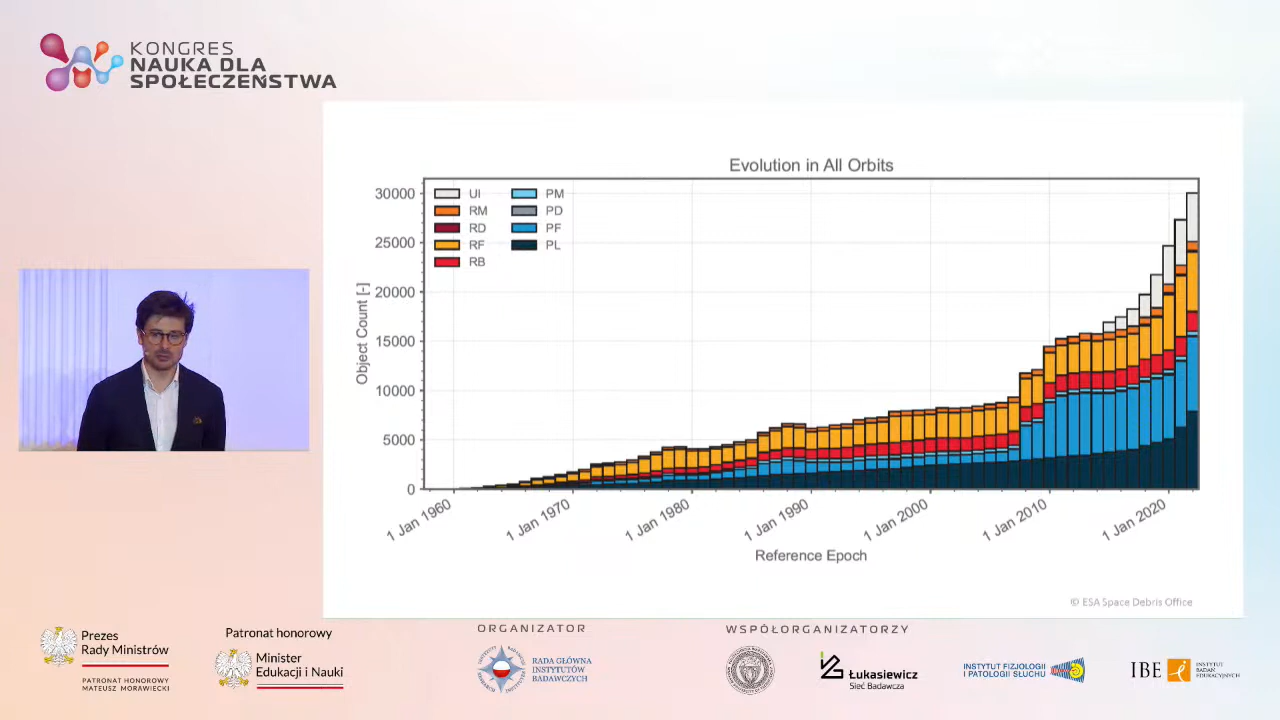 KONGRES
NAUKA DLA
SPOŁECZEŃSTWA
Evolution in All Orbits
30000
25000
20000
15000
10000
5000
0
Object Count [-]
UI
RM
RD
RF
RB
PM
PD
PF
PL
1 Jan 1960
1 Jan 1970
1 Jan 1980
1 Jan 1990
1 Jan 2000
1 Jan 2010
1 Jan 2020
Reference Epoch
© ESA Space Debris Office
Prezes
Rady Ministrów
PATRONAT HONOROWY
MATEUSZ MORAWIECKI
Patronat honorowy
Minister
Edukacji i Nauki
ORGANIZATOR
RADA GŁÓWNA
INSTYTUTÓW
BADAWCZYCH
WSPÓŁORGANIZATORZY
Łukasiewicz
Sieć Badawcza
INSTYTUT FIZJOLOGII
I PATOLOGII SŁUCHU
IBE
INSTYTUT
BADAŃ
EDUKACYJNYCH